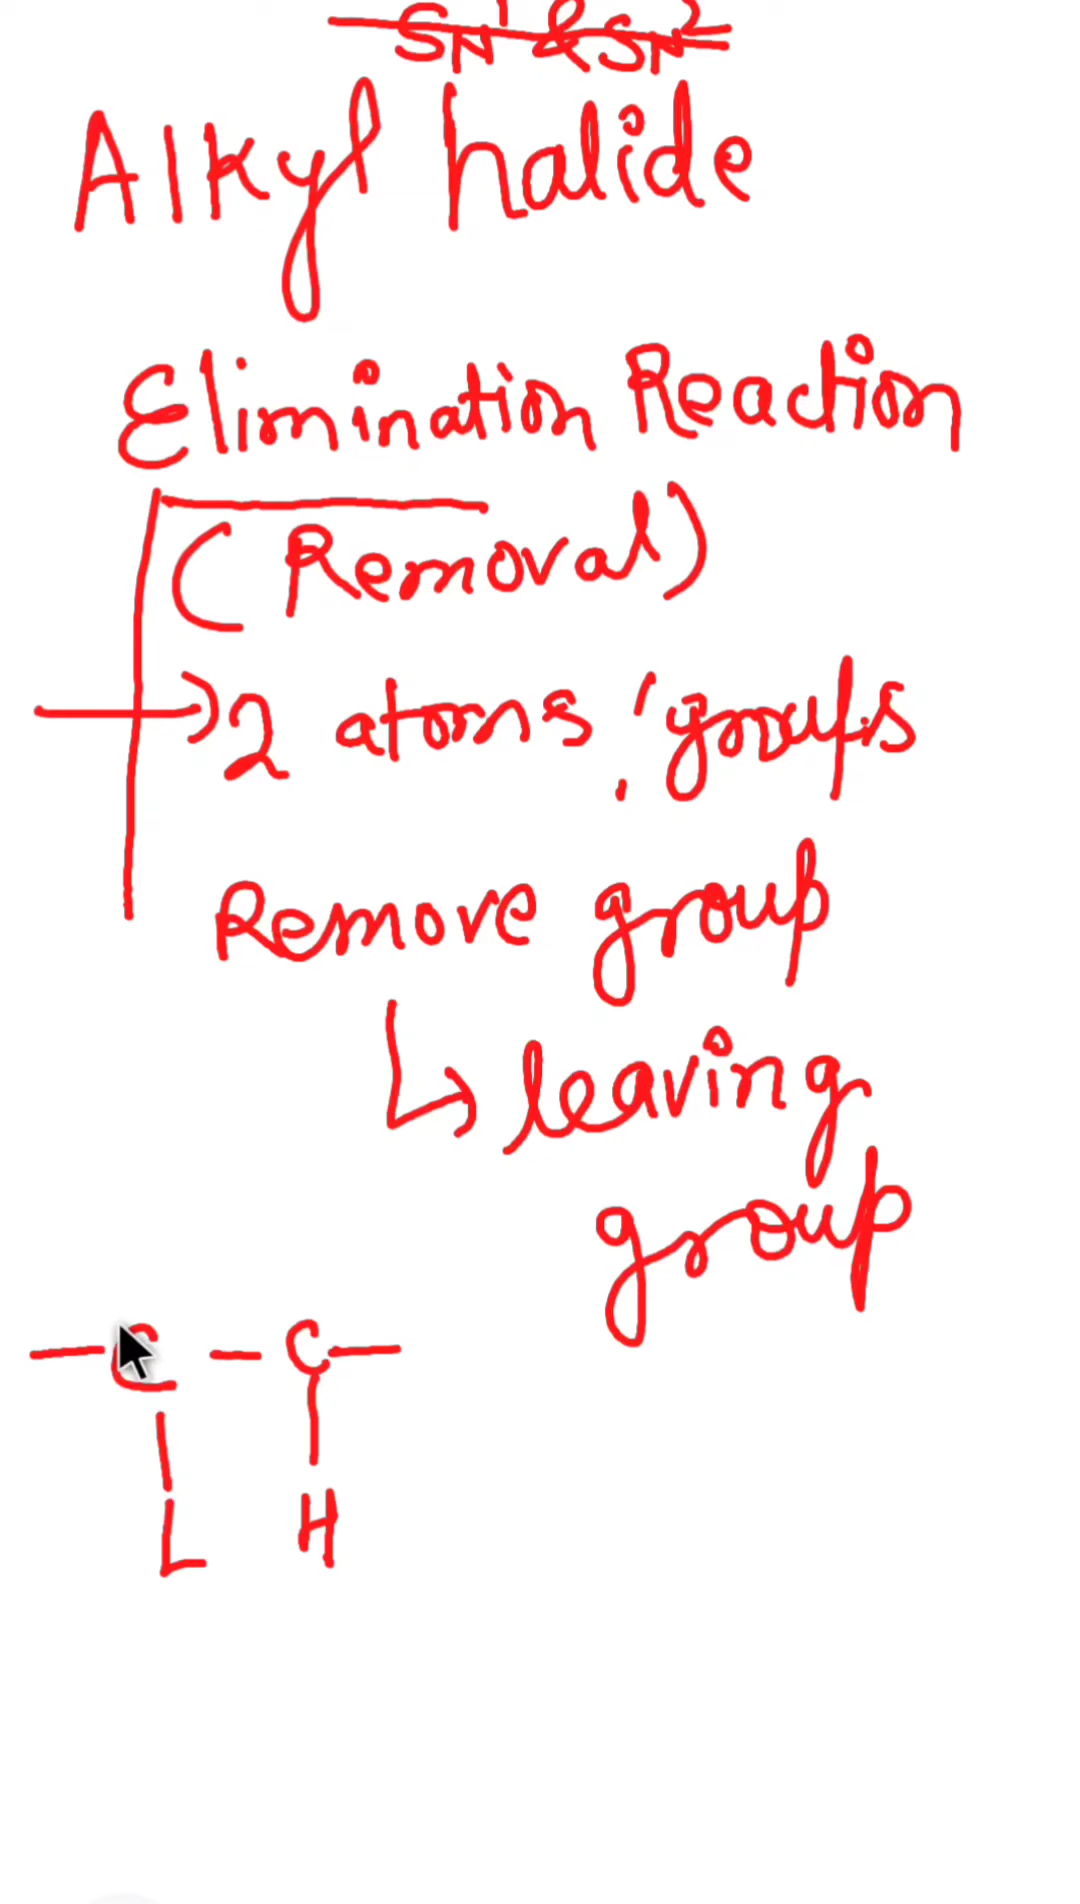 SN¹ & SN²
Alkyl halide
Elimination Reaction
(Removal)
→ 2 atoms / groups
Remove group
↳ leaving
group
— C — C —
| |
L H